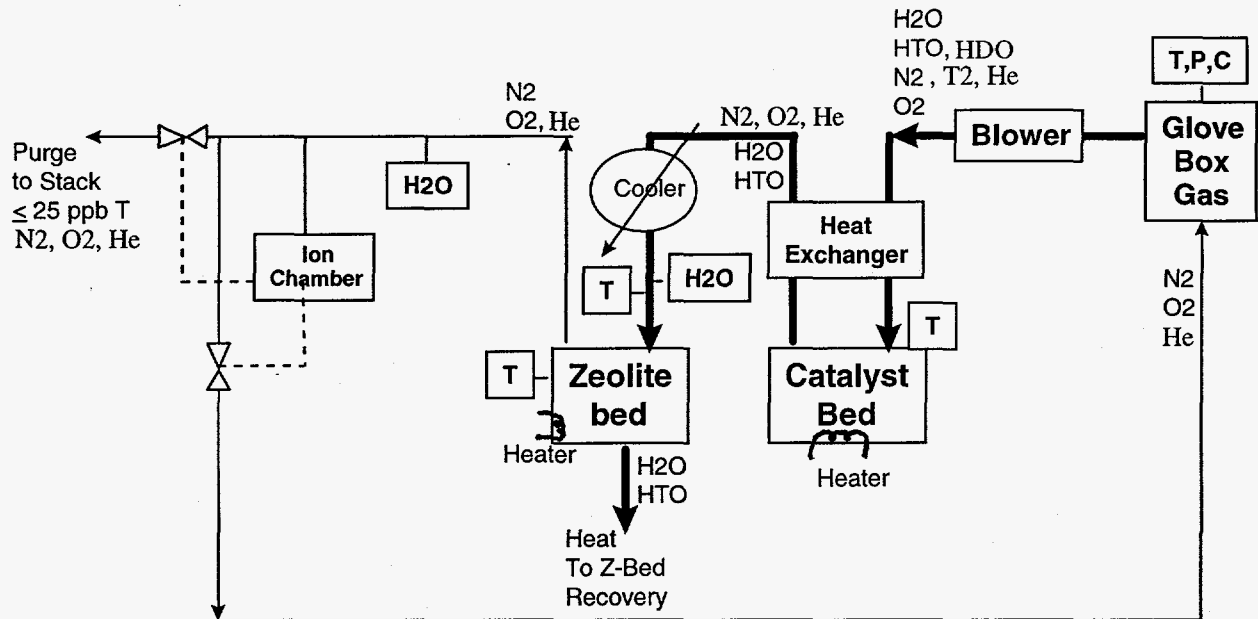 H2O
HTO, HDO
N2 , T2, He
O2
T,P,C
Blower
Glove
Box
Gas
N2
O2, He
N2, O2, He
H2O
HTO
Purge
to Stack
≤ 25 ppb T
N2, O2, He
H2O
Cooler
Heat
Exchanger
Ion
Chamber
T
H2O
N2
O2
He
T
T
Zeolite
bed
Catalyst
Bed
Heater
H2O
HTO
Heater
Heat
To Z-Bed
Recovery